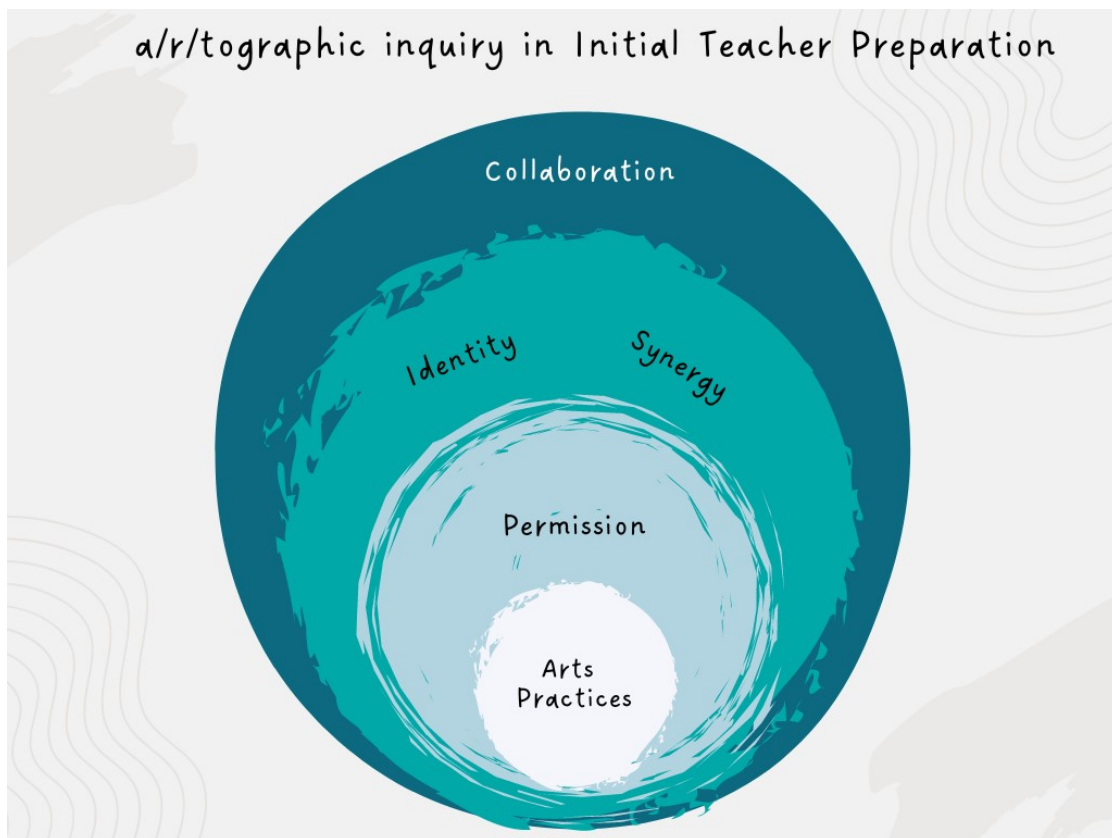 a/r/tographic inquiry in Initial Teacher Preparation
Collaboration
Identity
Synergy
Permission
Arts
Practices